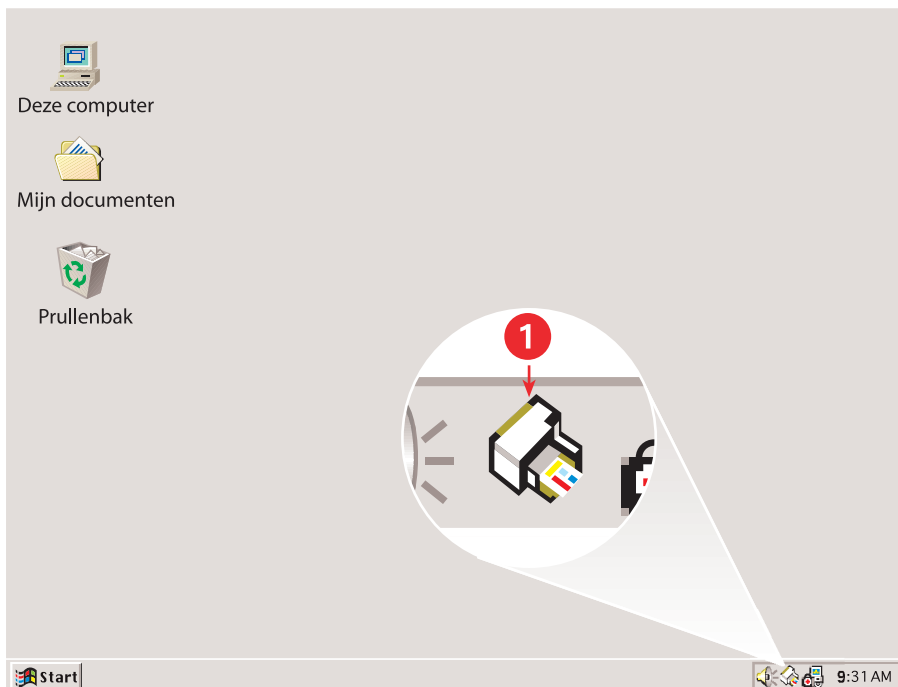 Deze computer
Mijn documenten
Prullenbak
1
Start
9:31 AM